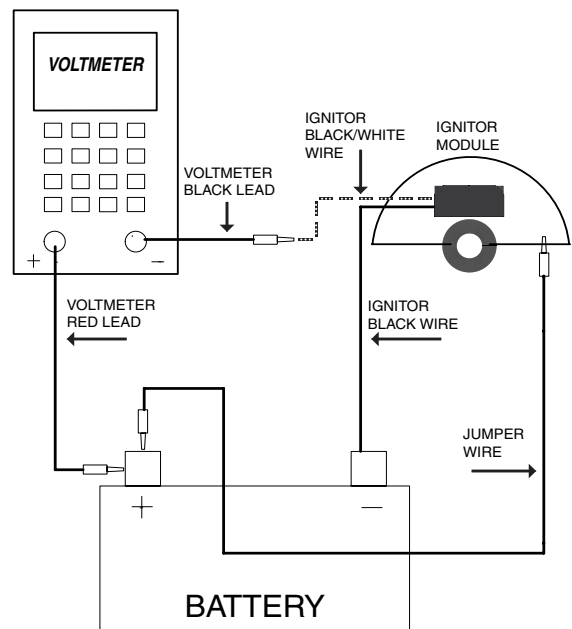 VOLTMETER
IGNITOR
BLACK/WHITE
WIRE
IGNITOR
MODULE
VOLTMETER
BLACK LEAD
+
–
VOLTMETER
RED LEAD
IGNITOR
BLACK WIRE
JUMPER
WIRE
+
–
BATTERY